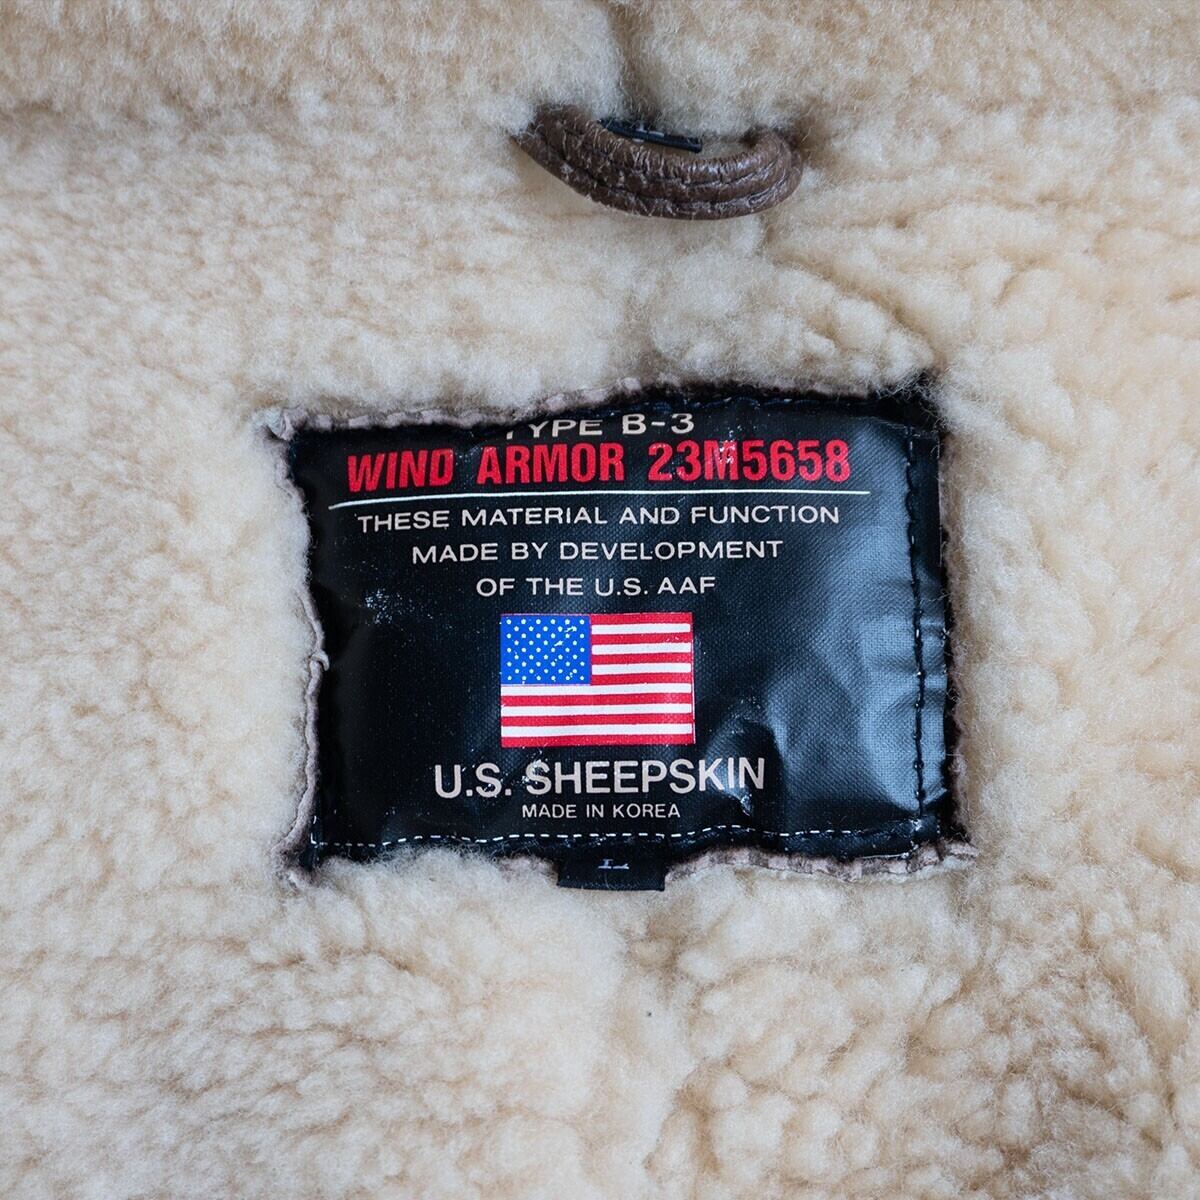 TYPE B-3
WIND ARMOR 23M5658
THESE MATERIAL AND FUNCTION
MADE BY DEVELOPMENT
OF THE U.S. AAF
U.S. SHEEPSKIN
MADE IN KOREA
L